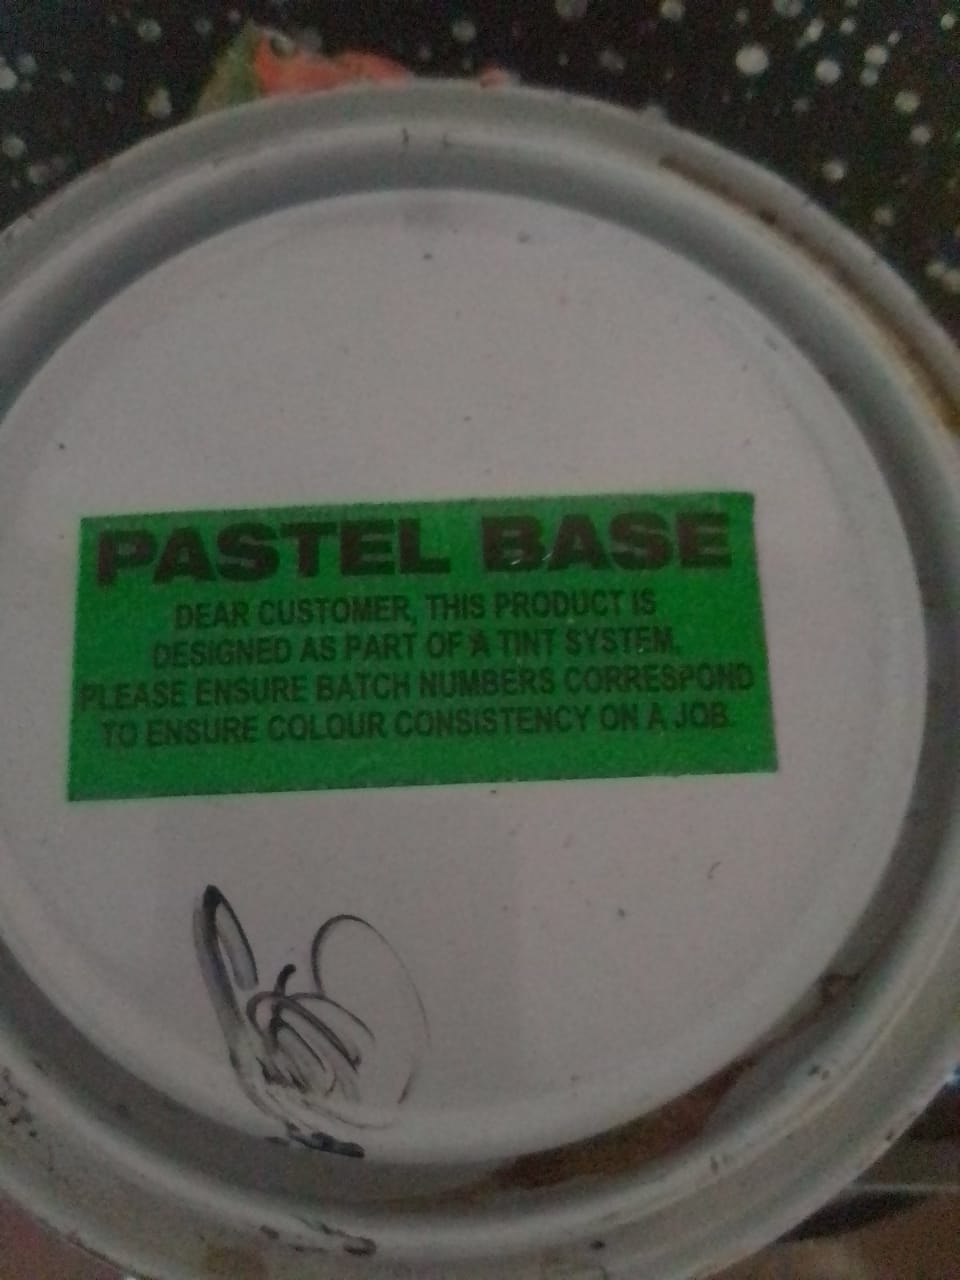 PASTEL BASE
DEAR CUSTOMER, THIS PRODUCT IS
DESIGNED AS PART OF A TINT SYSTEM.
PLEASE ENSURE BATCH NUMBERS CORRESPOND
TO ENSURE COLOUR CONSISTENCY ON A JOB.